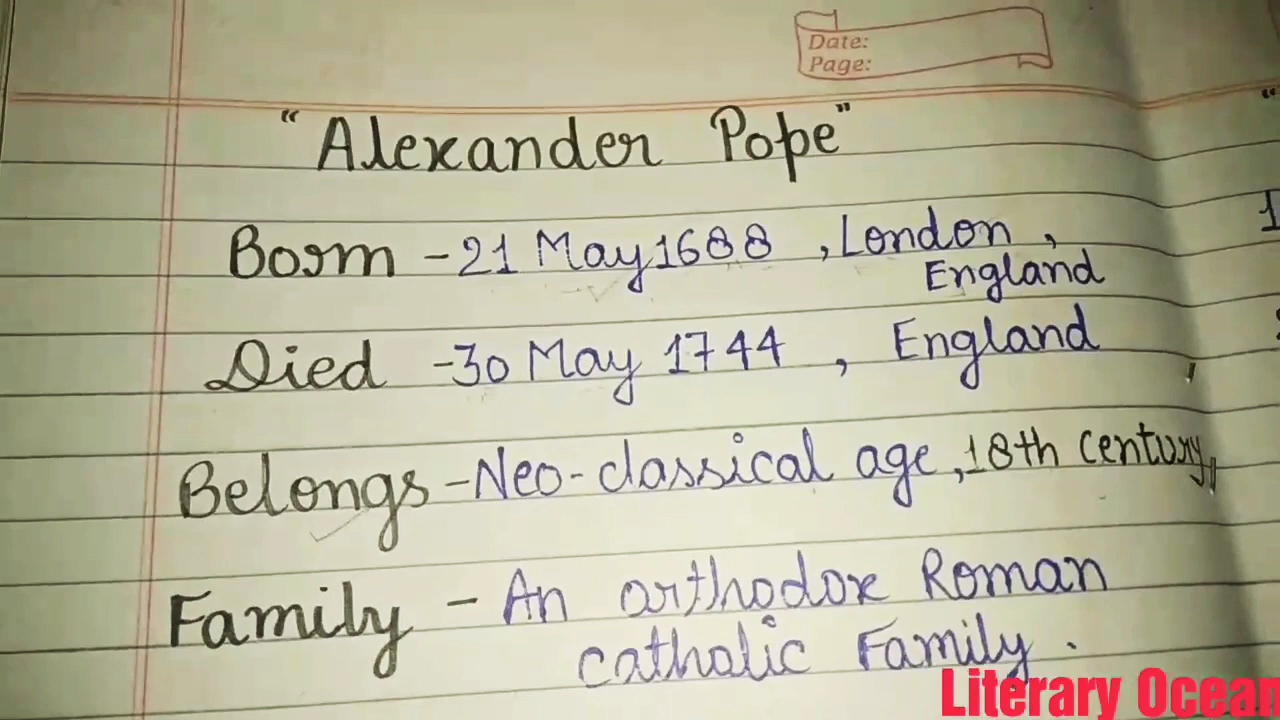 Date:
Page:
"Alexander Pope"
Born - 21 May 1688 , London ,
England
Died - 30 May 1744 , England
Belongs - Neo-classical age, 18th century,
Family - An orthodox Roman
catholic Family .
Literary Ocean